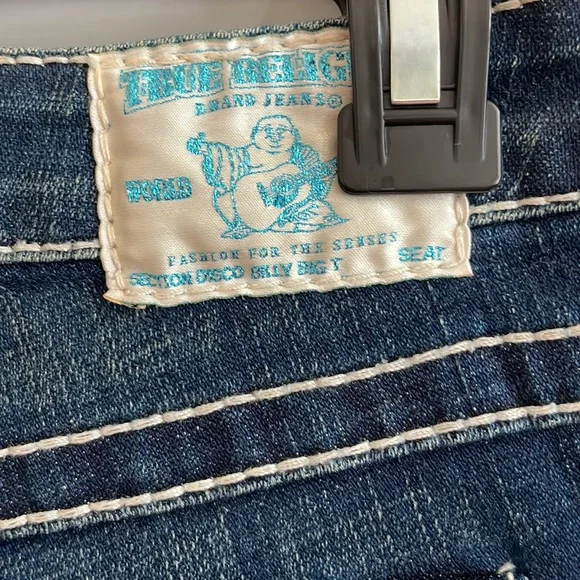 TRUE RELIG
BRAND JEANS®
WORLD
FASHION FOR THE SENSES
SECTION DISCO BILLY BIG T SEAT